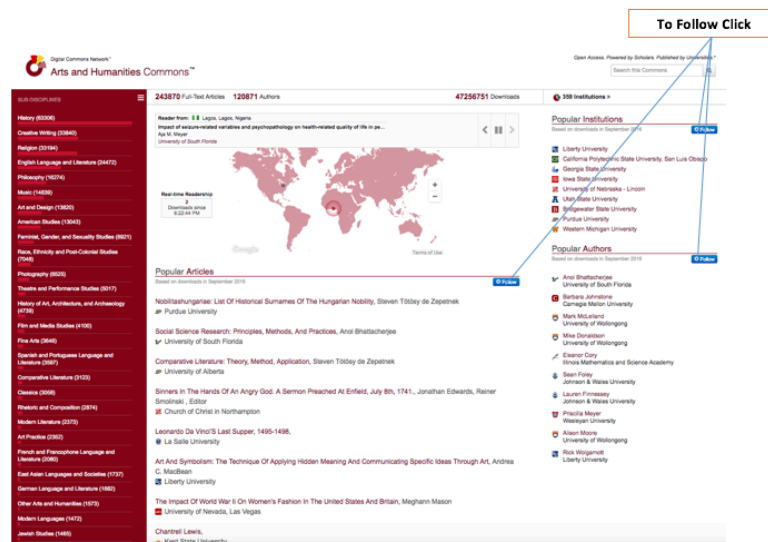 To Follow Click
Digital Commons Network™
Arts and Humanities Commons™
Open Access. Powered by Scholars. Published by Universities.®
Search this Commons
SUB-DISCIPLINES
History (63306)
Creative Writing (33840)
Religion (33194)
English Language and Literature (24472)
Philosophy (16274)
Music (14639)
Art and Design (13820)
American Studies (13043)
Feminist, Gender, and Sexuality Studies (8921)
Race, Ethnicity and Post-Colonial Studies
(7048)
Photography (6525)
Theatre and Performance Studies (5017)
History of Art, Architecture, and Archaeology
(4739)
Film and Media Studies (4100)
Fine Arts (3646)
Spanish and Portuguese Language and
Literature (3587)
Comparative Literature (3123)
Classics (3058)
Rhetoric and Composition (2874)
Modern Literature (2373)
Art Practice (2352)
French and Francophone Language and
Literature (2080)
East Asian Languages and Societies (1737)
German Language and Literature (1682)
Other Arts and Humanities (1573)
Modern Languages (1472)
Jewish Studies (1465)
243870 Full-Text Articles 120871 Authors 47256751 Downloads
359 Institutions »
Reader from: Lagos, Lagos, Nigeria
Impact of seizure-related variables and psychopathology on health-related quality of life in pe...
Aja M. Meyer
University of South Florida
Real-time Readership
2
Downloads since
9:22:44 PM
+
−
Google
Terms of Use
Popular Articles
Based on downloads in September 2016
Follow
Nobilitashungariae: List Of Historical Surnames Of The Hungarian Nobility, Steven Tötösy de Zepetnek
Purdue University
Social Science Research: Principles, Methods, And Practices, Anol Bhattacherjee
University of South Florida
Comparative Literature: Theory, Method, Application, Steven Tötösy de Zepetnek
University of Alberta
Sinners In The Hands Of An Angry God. A Sermon Preached At Enfield, July 8th, 1741., Jonathan Edwards, Reiner
Smolinski , Editor
Church of Christ in Northampton
Leonardo Da Vinci'S Last Supper, 1495-1498,
La Salle University
Art And Symbolism: The Technique Of Applying Hidden Meaning And Communicating Specific Ideas Through Art, Andrea
C. MacBean
Liberty University
The Impact Of World War Ii On Women's Fashion In The United States And Britain, Meghann Mason
University of Nevada, Las Vegas
Chantrell Lewis,
Kent State University
Popular Institutions
Based on downloads in September 2016
Follow
Liberty University
California Polytechnic State University, San Luis Obispo
Georgia State University
Iowa State University
University of Nebraska - Lincoln
Utah State University
Bridgewater State University
Purdue University
Western Michigan University
Popular Authors
Based on downloads in September 2016
Follow
Anol Bhattacherjee
University of South Florida
Barbara Johnstone
Carnegie Mellon University
Mark McLelland
University of Wollongong
Mike Donaldson
University of Wollongong
Eleanor Cory
Illinois Mathematics and Science Academy
Sean Foley
Johnson & Wales University
Lauren Finnessey
Johnson & Wales University
Priscilla Meyer
Wesleyan University
Alison Moore
University of Wollongong
Rick Wolgamott
Liberty University